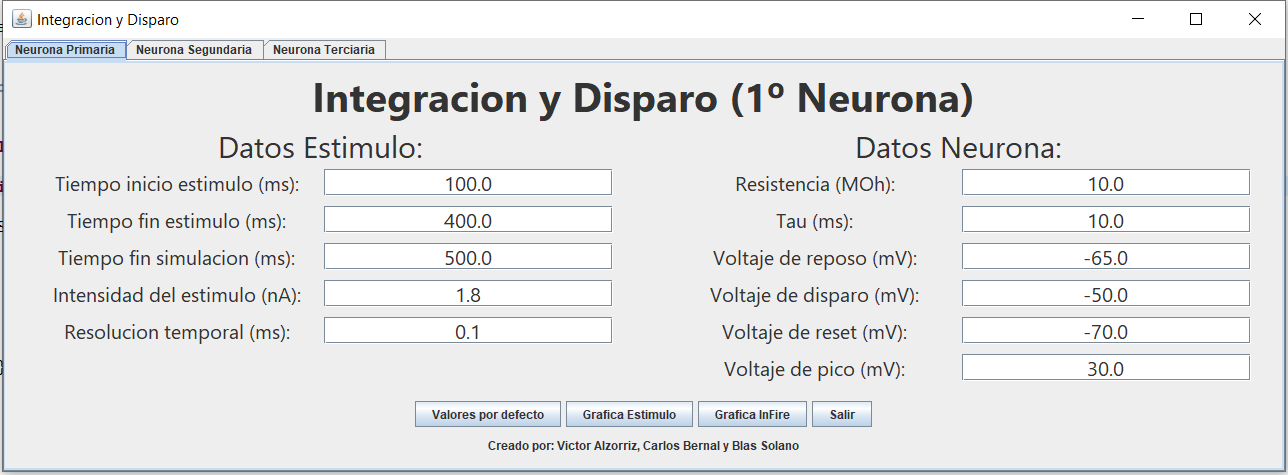 Integracion y Disparo
Neurona Primaria Neurona Segundaria Neurona Terciaria
Integracion y Disparo (1º Neurona)
Datos Estimulo:
Tiempo inicio estimulo (ms): 100.0
Tiempo fin estimulo (ms): 400.0
Tiempo fin simulacion (ms): 500.0
Intensidad del estimulo (nA): 1.8
Resolucion temporal (ms): 0.1
Datos Neurona:
Resistencia (MOh): 10.0
Tau (ms): 10.0
Voltaje de reposo (mV): -65.0
Voltaje de disparo (mV): -50.0
Voltaje de reset (mV): -70.0
Voltaje de pico (mV): 30.0
Valores por defecto Grafica Estimulo Grafica InFire Salir
Creado por: Victor Alzorriz, Carlos Bernal y Blas Solano